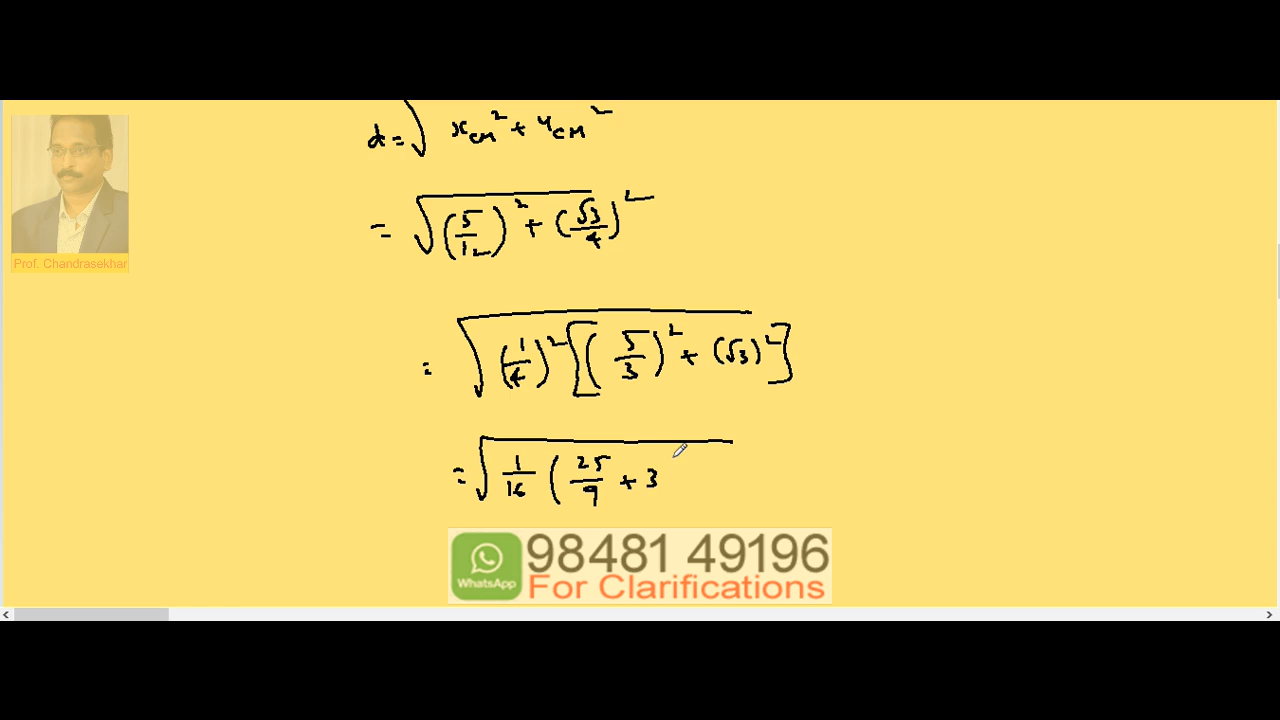 d = √ x_CM² + y_CM²
= √ (5/12)² + (√3/4)²
= √ (1/4)² [ (5/3)² + (√3)² ]
= √ 1/16 ( 25/9 + 3
Prof. Chandrasekhar
WhatsApp
98481 49196
For Clarifications